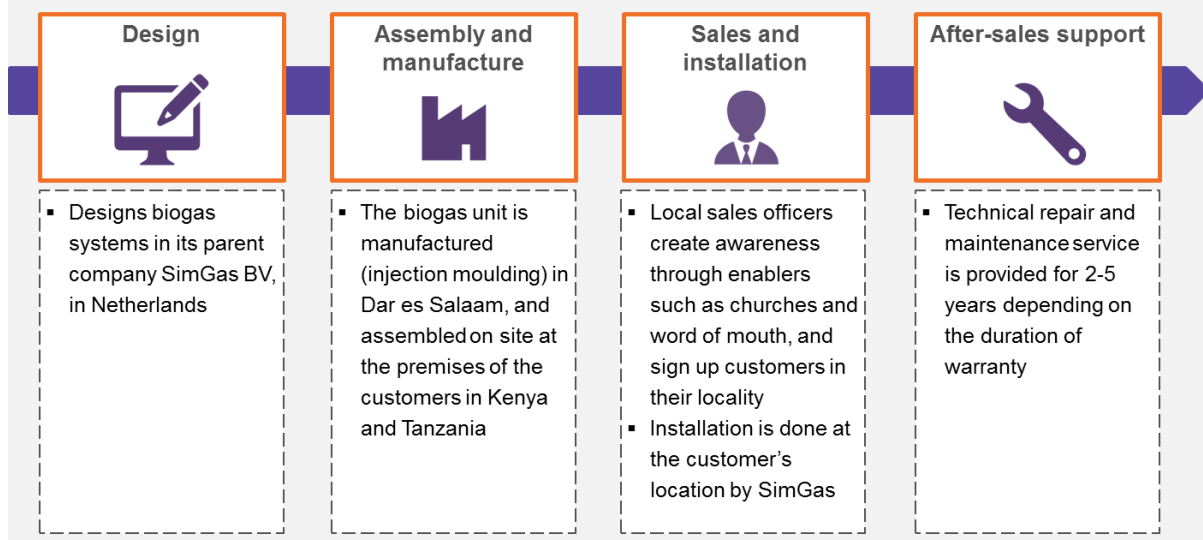 Design
▪ Designs biogas
systems in its parent
company SimGas BV,
in Netherlands
Assembly and
manufacture
▪ The biogas unit is
manufactured
(injection moulding) in
Dar es Salaam, and
assembled on site at
the premises of the
customers in Kenya
and Tanzania
Sales and
installation
▪ Local sales officers
create awareness
through enablers
such as churches and
word of mouth, and
sign up customers in
their locality
▪ Installation is done at
the customer’s
location by SimGas
After-sales support
▪ Technical repair and
maintenance service
is provided for 2-5
years depending on
the duration of
warranty